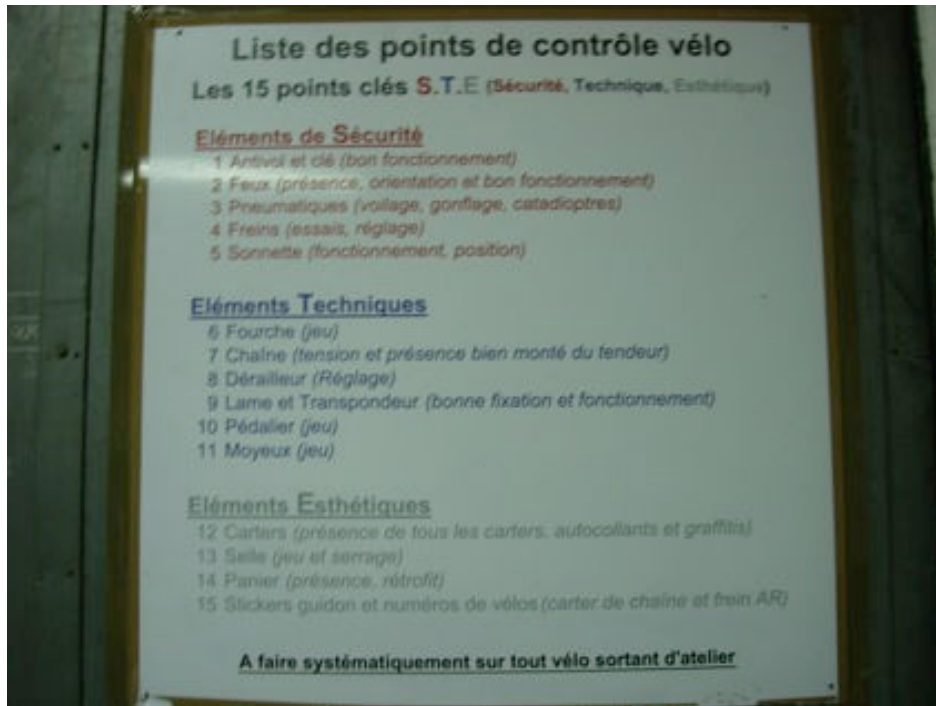 Liste des points de contrôle vélo
Les 15 points clés S.T.E (Sécurité, Technique, Esthétique)
Eléments de Sécurité
1 Antivol et clé (bon fonctionnement)
2 Feux (présence, orientation et bon fonctionnement)
3 Pneumatiques (voilage, gonflage, catadioptres)
4 Freins (essais, réglage)
5 Sonnette (fonctionnement, position)
Eléments Techniques
6 Fourche (jeu)
7 Chaîne (tension et présence bien monté du tendeur)
8 Dérailleur (Réglage)
9 Lame et Transpondeur (bonne fixation et fonctionnement)
10 Pédalier (jeu)
11 Moyeux (jeu)
Eléments Esthétiques
12 Carters (présence de tous les carters, autocollants et graffitis)
13 Selle (jeu et serrage)
14 Panier (présence, rétrofit)
15 Stickers guidon et numéros de vélos (carter de chaîne et frein AR)
A faire systématiquement sur tout vélo sortant d'atelier